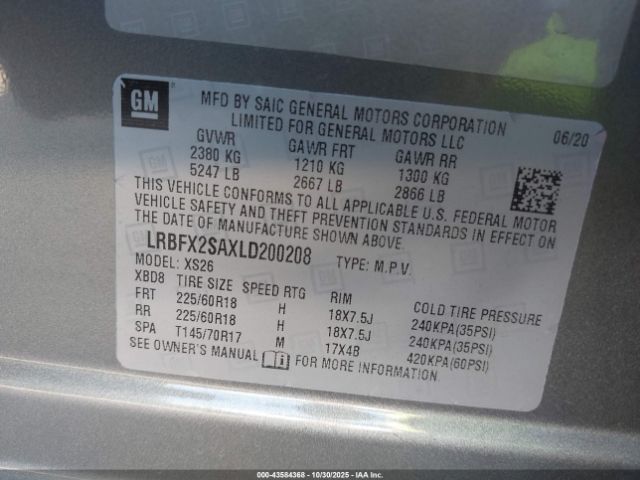 GM
MFD BY SAIC GENERAL MOTORS CORPORATION
LIMITED FOR GENERAL MOTORS LLC
06/20
GVWR GAWR FRT GAWR RR
2380 KG 1210 KG 1300 KG
5247 LB 2667 LB 2866 LB
THIS VEHICLE CONFORMS TO ALL APPLICABLE U.S. FEDERAL MOTOR
VEHICLE SAFETY AND THEFT PREVENTION STANDARDS IN EFFECT ON
THE DATE OF MANUFACTURE SHOWN ABOVE.
LRBFX2SAXLD200208 TYPE: M.P.V.
MODEL: XS26
XBD8 TIRE SIZE SPEED RTG RIM COLD TIRE PRESSURE
FRT 225/60R18 H 18X7.5J 240KPA(35PSI)
RR 225/60R18 H 18X7.5J 240KPA(35PSI)
SPA T145/70R17 M 17X4B 420KPA(60PSI)
SEE OWNER'S MANUAL FOR MORE INFORMATION.
000-43584368 - 10/30/2025 - IAAI.com